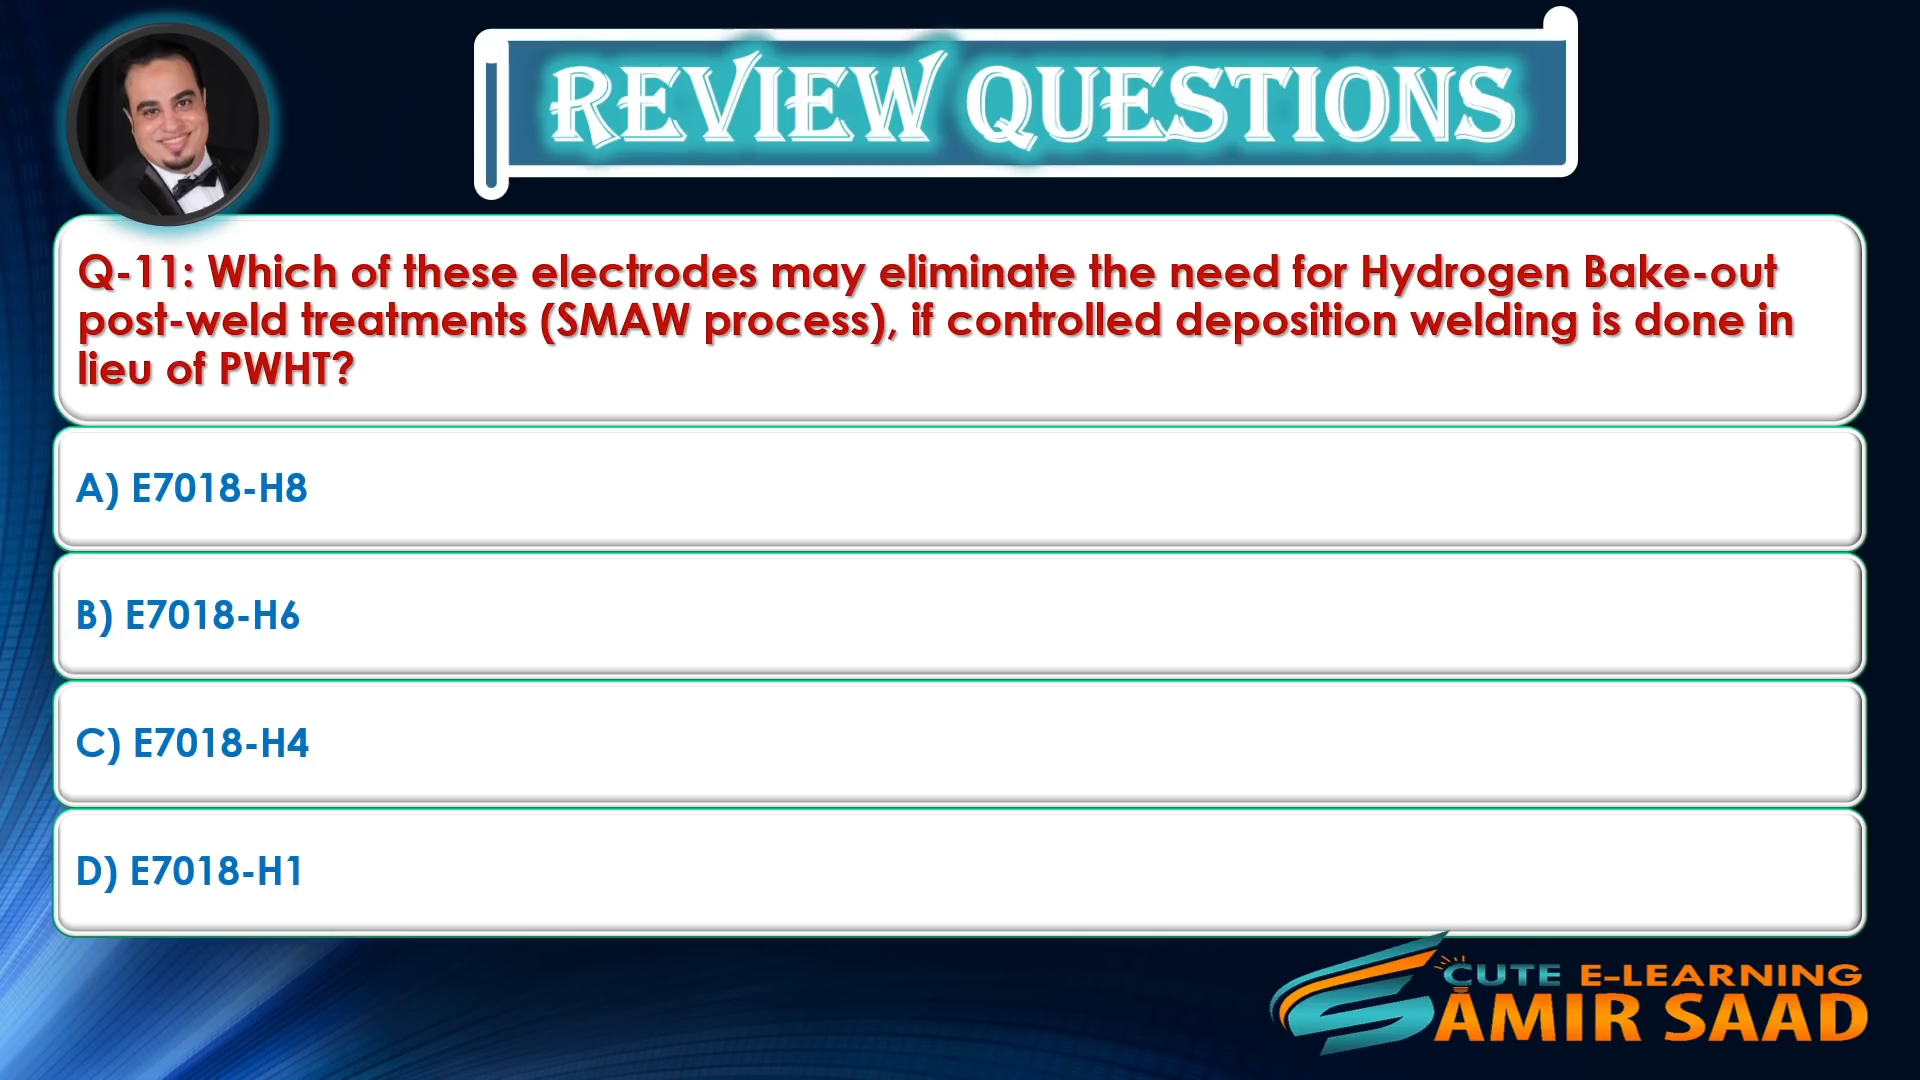 REVIEW QUESTIONS
Q-11: Which of these electrodes may eliminate the need for Hydrogen Bake-out
post-weld treatments (SMAW process), if controlled deposition welding is done in
lieu of PWHT?
A) E7018-H8
B) E7018-H6
C) E7018-H4
D) E7018-H1
CUTE E-LEARNING
AMIR SAAD